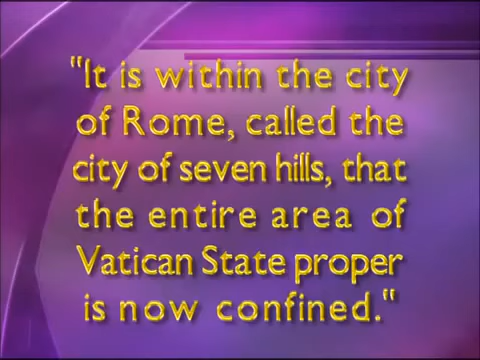 "It is within the city
of Rome, called the
city of seven hills, that
the entire area of
Vatican State proper
is now confined."